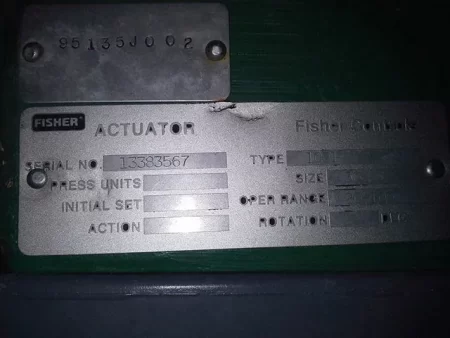 95135J002
FISHER ACTUATOR Fisher Controls
SERIAL NO. 13383567 TYPE
PRESS UNITS SIZE
INITIAL SET OPER RANGE
ACTION ROTATION